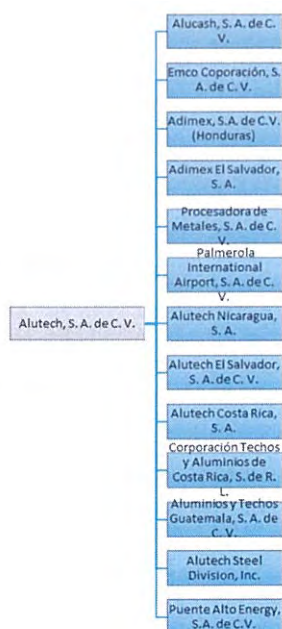 Alucash, S. A. de C.
V.
Emco Coporación, S.
A. de C. V.
Adimex, S.A. de C.V.
(Honduras)
Adimex El Salvador,
S. A.
Procesadora de
Metales, S. A. de C.
V.
Palmerola
International
Airport, S.A. de C.
V.
Alutech, S. A. de C. V.
Alutech Nicaragua,
S. A.
Alutech El Salvador,
S. A. de C. V.
Alutech Costa Rica,
S. A.
Corporación Techos
y Aluminios de
Costa Rica, S. de R.
L.
Aluminios y Techos
Guatemala, S. A. de
C. V.
Alutech Steel
Division, Inc.
Puente Alto Energy,
S.A. de C.V.